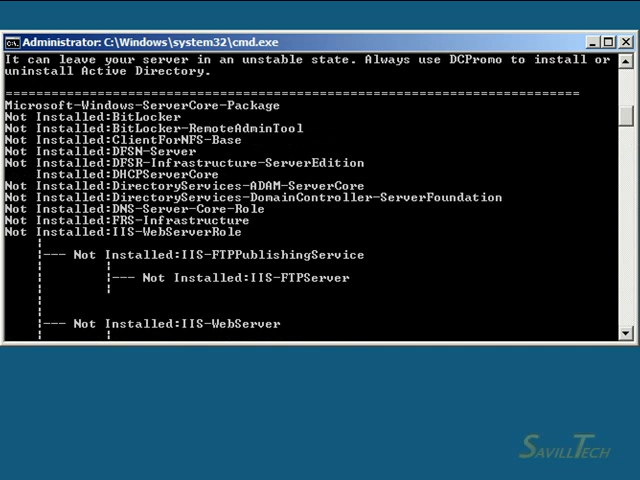 Administrator: C:\Windows\system32\cmd.exe
It can leave your server in an unstable state. Always use DCPromo to install or
uninstall Active Directory.
===========================================================================
Microsoft-Windows-ServerCore-Package
Not Installed:BitLocker
Not Installed:BitLocker-RemoteAdminTool
Not Installed:ClientForNFS-Base
Not Installed:DFSN-Server
Not Installed:DFSR-Infrastructure-ServerEdition
Installed:DHCPServerCore
Not Installed:DirectoryServices-ADAM-ServerCore
Not Installed:DirectoryServices-DomainController-ServerFoundation
Not Installed:DNS-Server-Core-Role
Not Installed:FRS-Infrastructure
Not Installed:IIS-WebServerRole
|--- Not Installed:IIS-FTPPublishingService
|--- Not Installed:IIS-FTPServer
|--- Not Installed:IIS-WebServer
SAVILLTECH